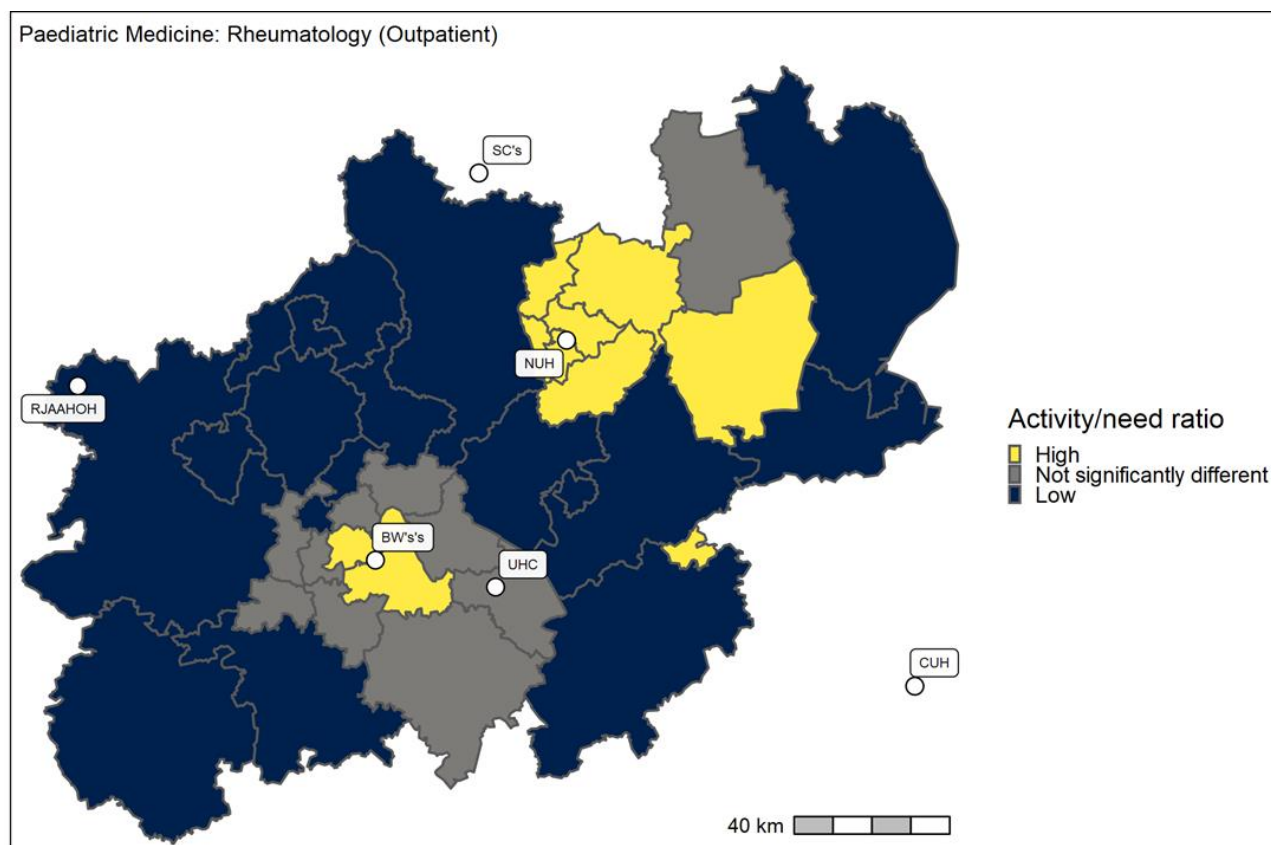 Paediatric Medicine: Rheumatology (Outpatient)
SC's
NUH
RJAAHOH
Activity/need ratio
High
Not significantly different
Low
BW's's
UHC
CUH
40 km